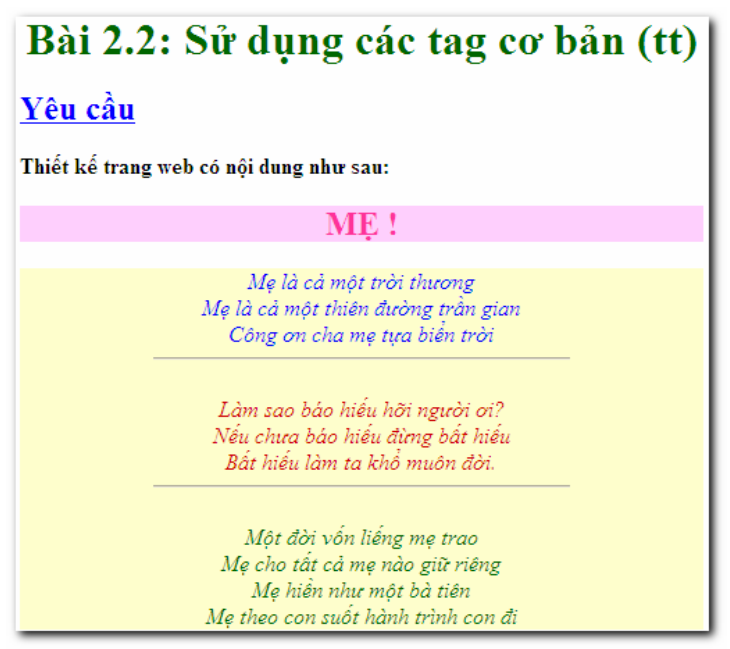 Bài 2.2: Sử dụng các tag cơ bản (tt)
Yêu cầu
Thiết kế trang web có nội dung như sau:
MẸ !
Mẹ là cả một trời thương
Mẹ là cả một thiên đường trần gian
Công ơn cha mẹ tựa biển trời
Làm sao báo hiếu hỡi người ơi?
Nếu chưa báo hiếu đừng bất hiếu
Bất hiếu làm ta khổ muôn đời.
Một đời vốn liếng mẹ trao
Mẹ cho tất cả mẹ nào giữ riêng
Mẹ hiền như một bà tiên
Mẹ theo con suốt hành trình con đi